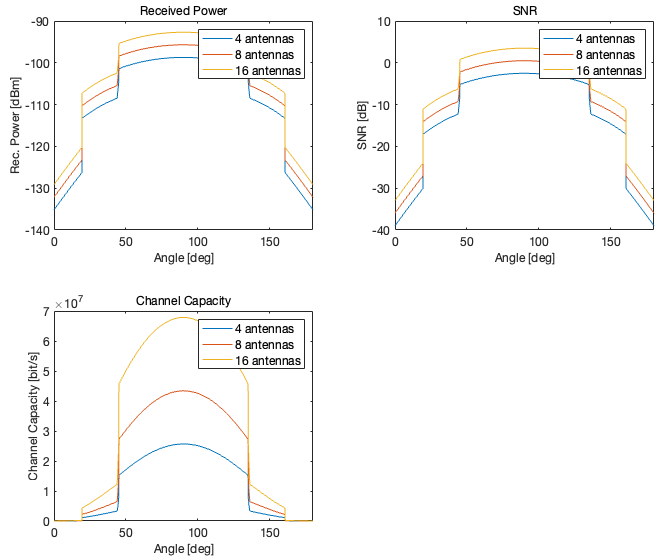 Received Power
-90
-100
-110
-120
-130
-140
Rec. Power [dBm]
4 antennas
8 antennas
16 antennas
0
50
100
150
Angle [deg]
SNR
10
0
-10
-20
-30
-40
SNR [dB]
4 antennas
8 antennas
16 antennas
0
50
100
150
Angle [deg]
Channel Capacity
×10^7
7
6
5
4
3
2
1
0
Channel Capacity [bit/s]
4 antennas
8 antennas
16 antennas
0
50
100
150
Angle [deg]